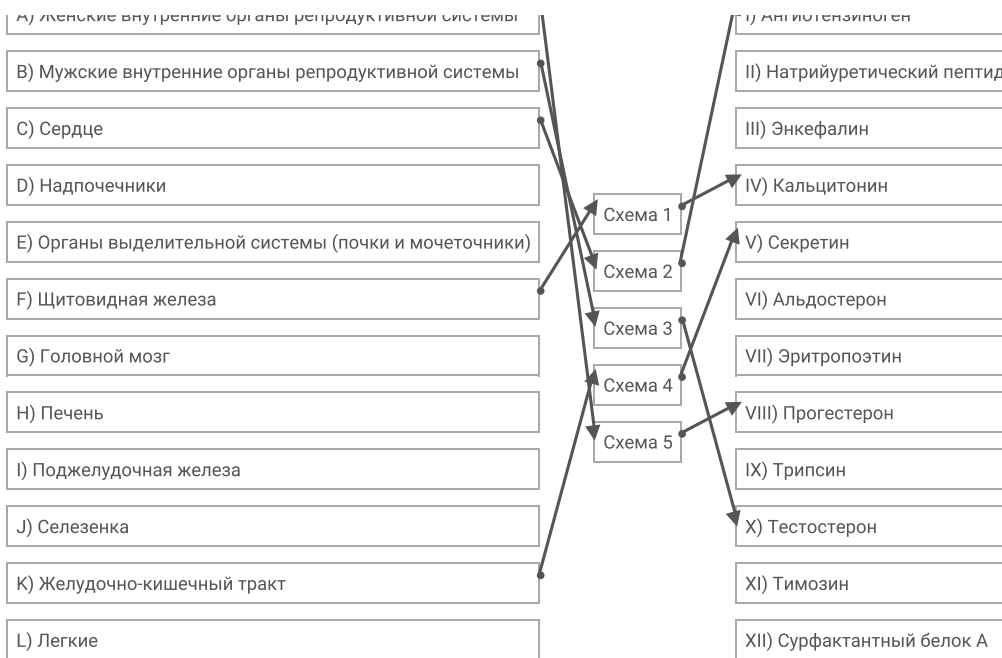 A) Женские внутренние органы репродуктивной системы
B) Мужские внутренние органы репродуктивной системы
C) Сердце
D) Надпочечники
E) Органы выделительной системы (почки и мочеточники)
F) Щитовидная железа
G) Головной мозг
H) Печень
I) Поджелудочная железа
J) Селезенка
K) Желудочно-кишечный тракт
L) Легкие
Схема 1
Схема 2
Схема 3
Схема 4
Схема 5
I) Ангиотензиноген
II) Натрийуретический пептид
III) Энкефалин
IV) Кальцитонин
V) Секретин
VI) Альдостерон
VII) Эритропоэтин
VIII) Прогестерон
IX) Трипсин
X) Тестостерон
XI) Тимозин
XII) Сурфактантный белок А